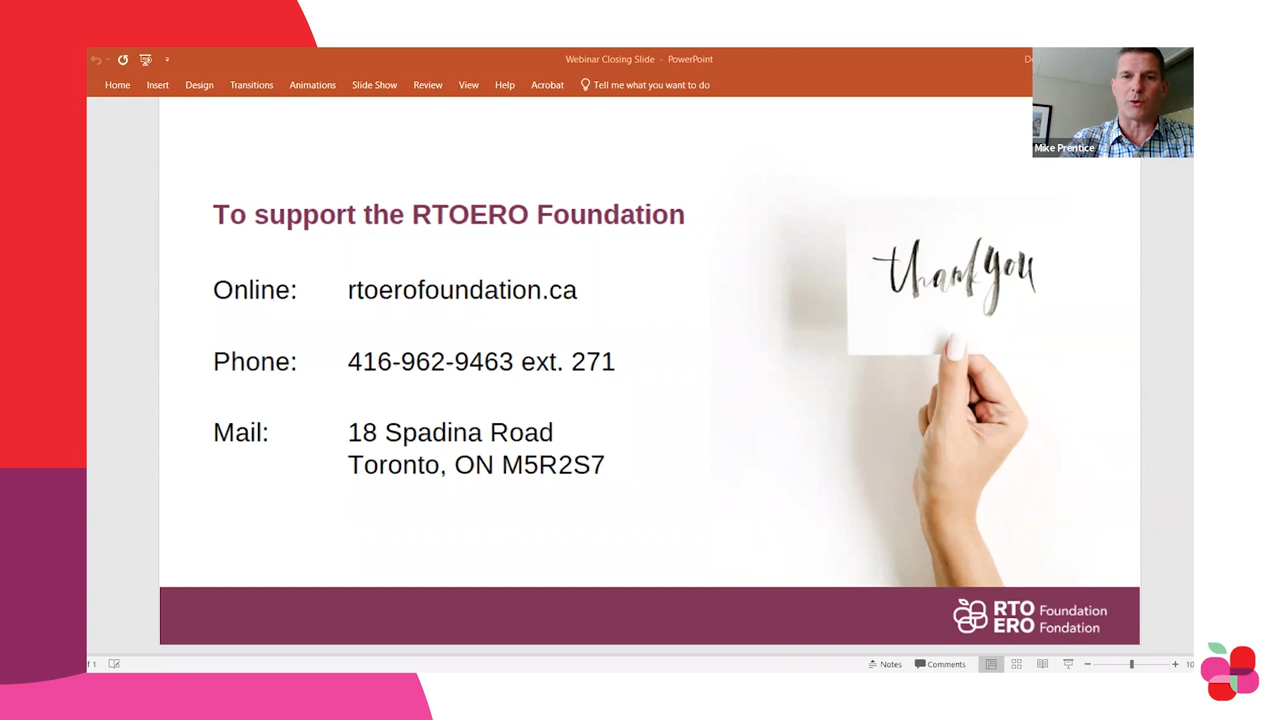 Webinar Closing Slide - PowerPoint
Home Insert Design Transitions Animations Slide Show Review View Help Acrobat Tell me what you want to do
Mike Prentice
To support the RTOERO Foundation
thank you
Online: rtoerofoundation.ca
Phone: 416-962-9463 ext. 271
Mail: 18 Spadina Road
Toronto, ON M5R2S7
RTO Foundation
ERO Fondation
Notes Comments